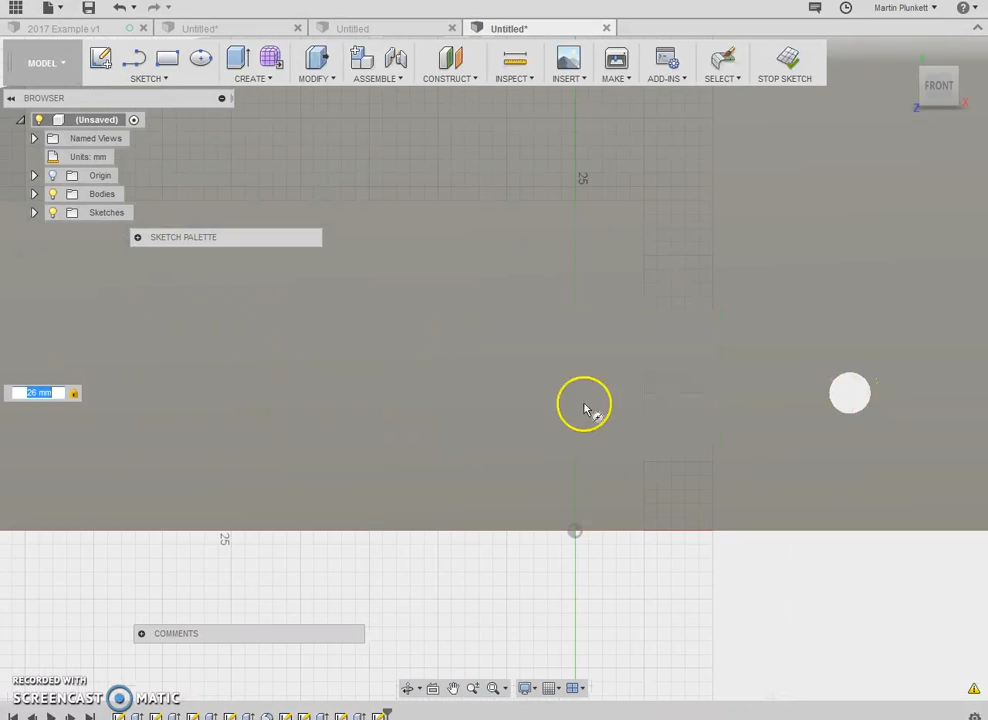 Martin Plunkett
2017 Example v1
Untitled*
Untitled
Untitled*
MODEL
SKETCH
CREATE
MODIFY
ASSEMBLE
CONSTRUCT
INSPECT
INSERT
MAKE
ADD-INS
SELECT
STOP SKETCH
BROWSER
FRONT
X
Z
(Unsaved)
Named Views
Units: mm
Origin
Bodies
Sketches
SKETCH PALETTE
25
26 mm
25
COMMENTS
RECORDED WITH
SCREENCAST MATIC